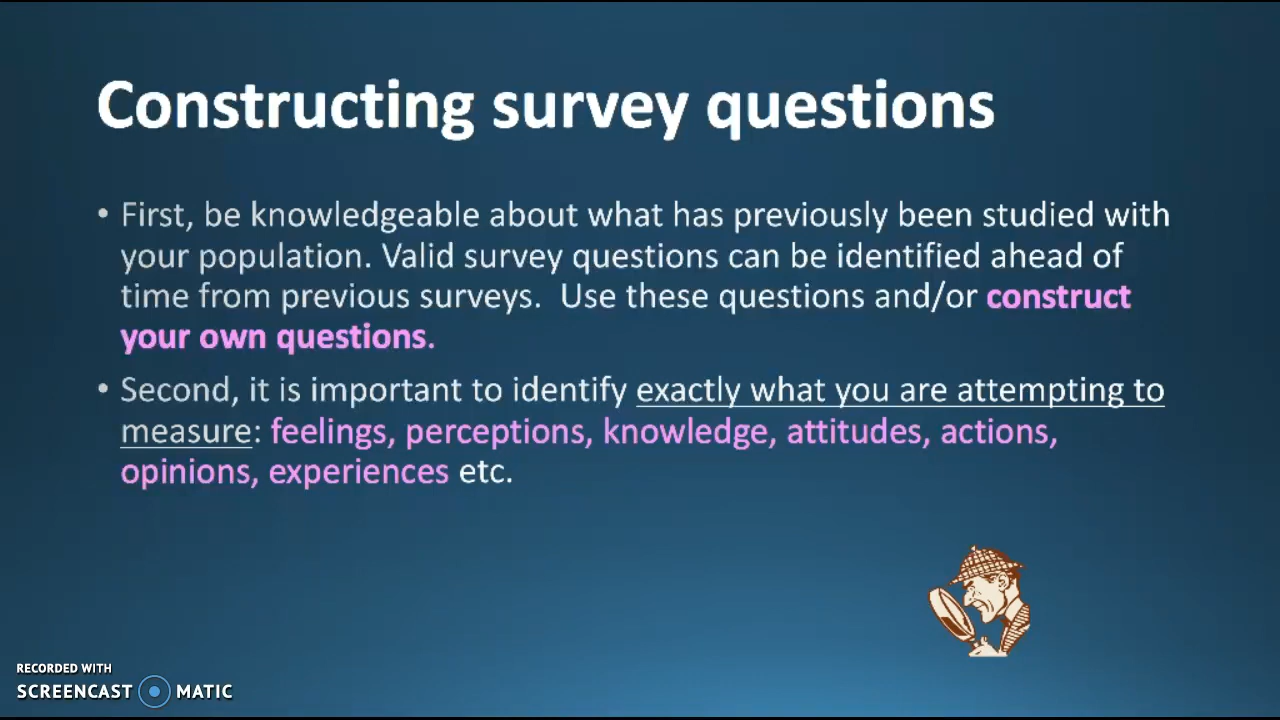 Constructing survey questions
• First, be knowledgeable about what has previously been studied with
your population. Valid survey questions can be identified ahead of
time from previous surveys.  Use these questions and/or construct
your own questions.
• Second, it is important to identify exactly what you are attempting to
measure: feelings, perceptions, knowledge, attitudes, actions,
opinions, experiences etc.
RECORDED WITH
SCREENCAST MATIC